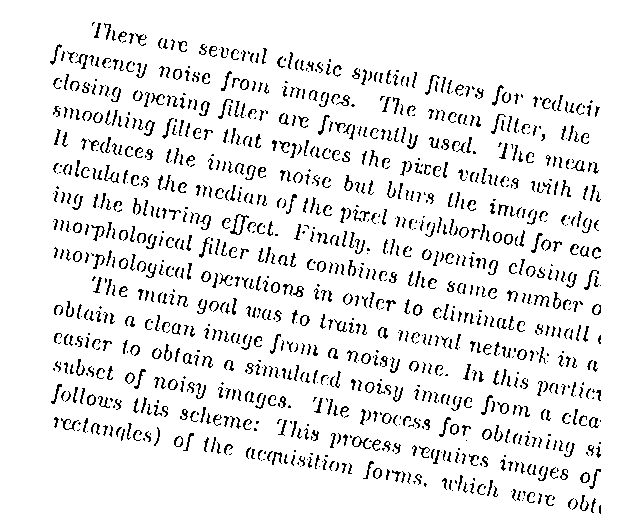 There are several classic spatial filters for reducin
frequency noise from images. The mean filter, the
closing opening filter are frequently used. The mean
smoothing filter that replaces the pixel values with th
It reduces the image noise but blurs the image edge
calculates the median of the pixel neighborhood for eac
ing the blurring effect. Finally, the opening closing fi
morphological filter that combines the same number o
morphological operations in order to eliminate small
The main goal was to train a neural network in a
obtain a clean image from a noisy one. In this particu
easier to obtain a simulated noisy image from a clea
subset of noisy images. The process for obtaining si
follows this scheme: This process requires images of
rectangles) of the acquisition forms, which were obt